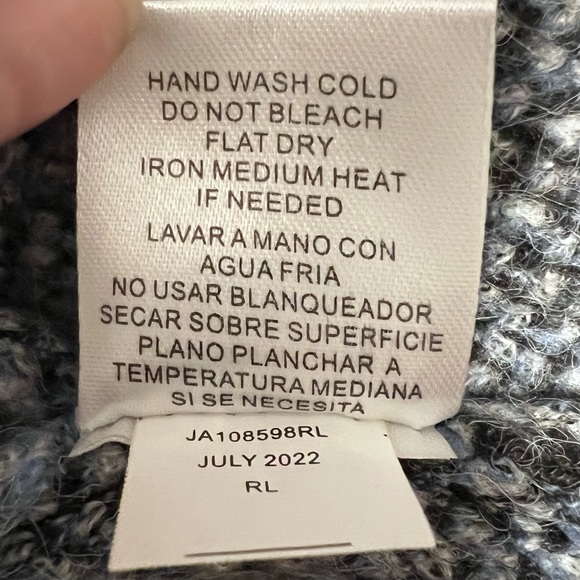 HAND WASH COLD
DO NOT BLEACH
FLAT DRY
IRON MEDIUM HEAT
IF NEEDED
LAVAR A MANO CON
AGUA FRIA
NO USAR BLANQUEADOR
SECAR SOBRE SUPERFICIE
PLANO PLANCHAR A
TEMPERATURA MEDIANA
SI SE NECESITA
JA108598RL
JULY 2022
RL